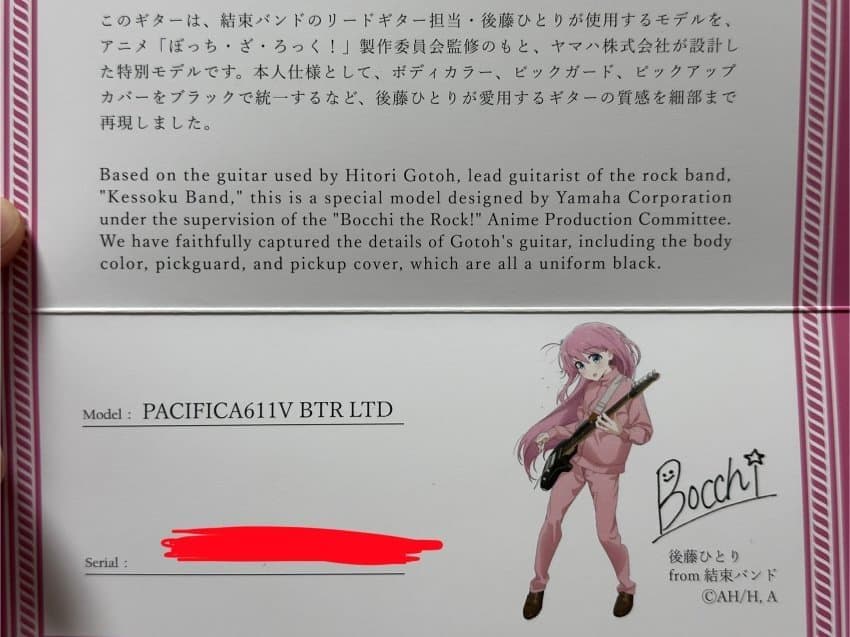 このギターは、結束バンドのリードギター担当・後藤ひとりが使用するモデルを、
アニメ「ぼっち・ざ・ろっく！」製作委員会監修のもと、ヤマハ株式会社が設計し
た特別モデルです。本人仕様として、ボディカラー、ピックガード、ピックアップ
カバーをブラックで統一するなど、後藤ひとりが愛用するギターの質感を細部まで
再現しました。
Based on the guitar used by Hitori Gotoh, lead guitarist of the rock band,
"Kessoku Band," this is a special model designed by Yamaha Corporation
under the supervision of the "Bocchi the Rock!" Anime Production Committee.
We have faithfully captured the details of Gotoh's guitar, including the body
color, pickguard, and pickup cover, which are all a uniform black.
Model : PACIFICA611V BTR LTD
Serial :
Bocchi
後藤ひとり
from 結束バンド
©AH/H, A